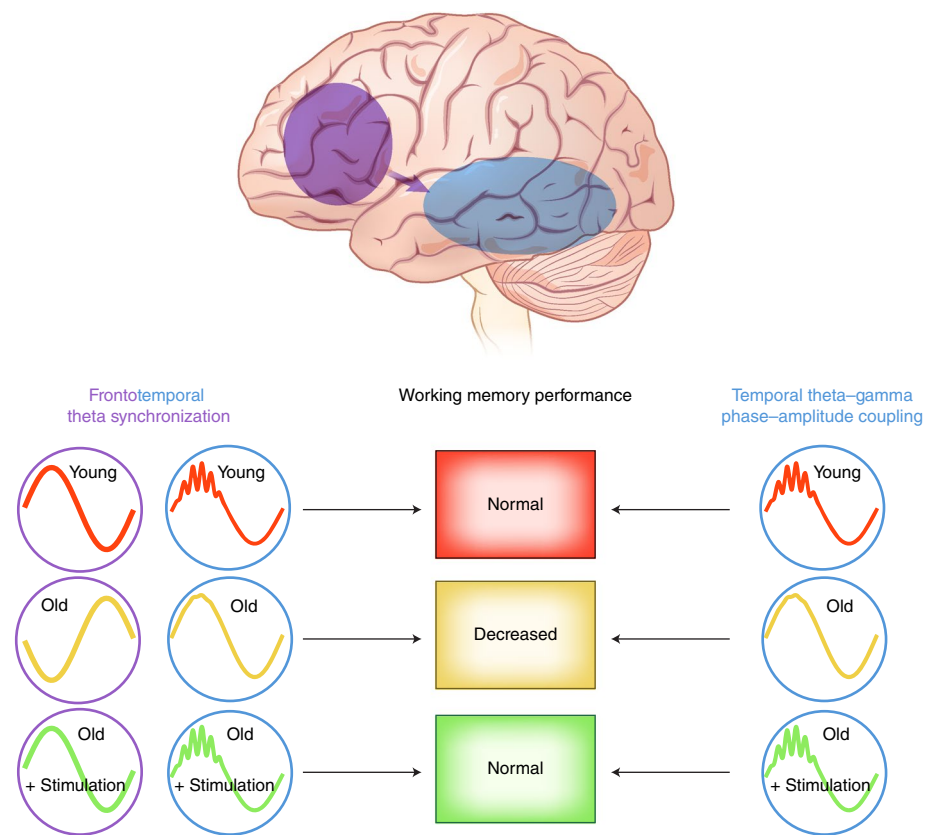 Frontotemporal
theta synchronization
Working memory performance
Temporal theta–gamma
phase–amplitude coupling
Young
Young
Normal
Young
Old
Old
Decreased
Old
Old
+ Stimulation
Old
+ Stimulation
Normal
Old
+ Stimulation